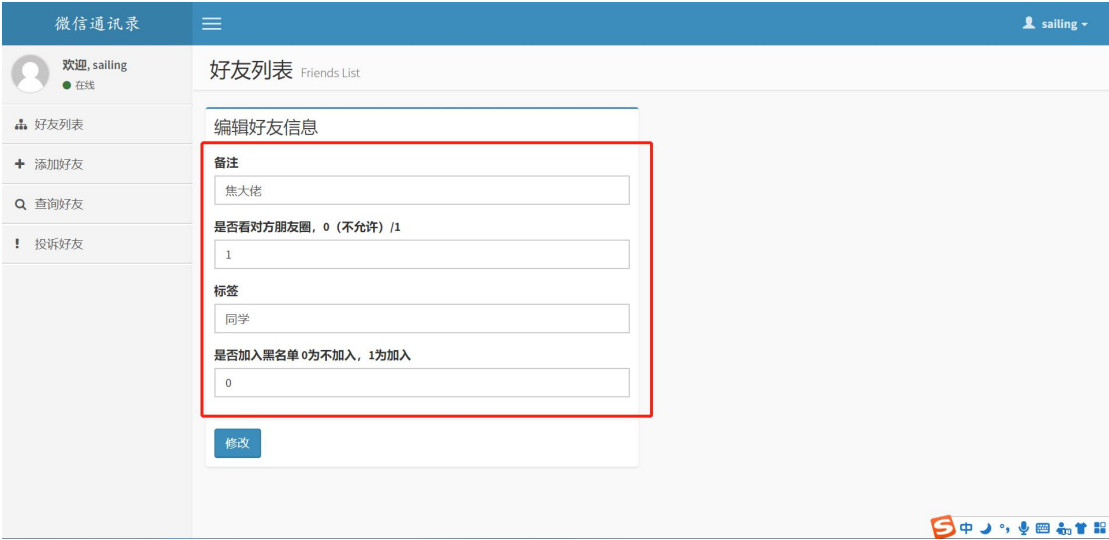 微信通讯录
sailing
欢迎, sailing
在线
好友列表 Friends List
好友列表
添加好友
查询好友
投诉好友
编辑好友信息
备注
焦大佬
是否看对方朋友圈，0（不允许）/1
1
标签
同学
是否加入黑名单 0为不加入，1为加入
0
修改
中